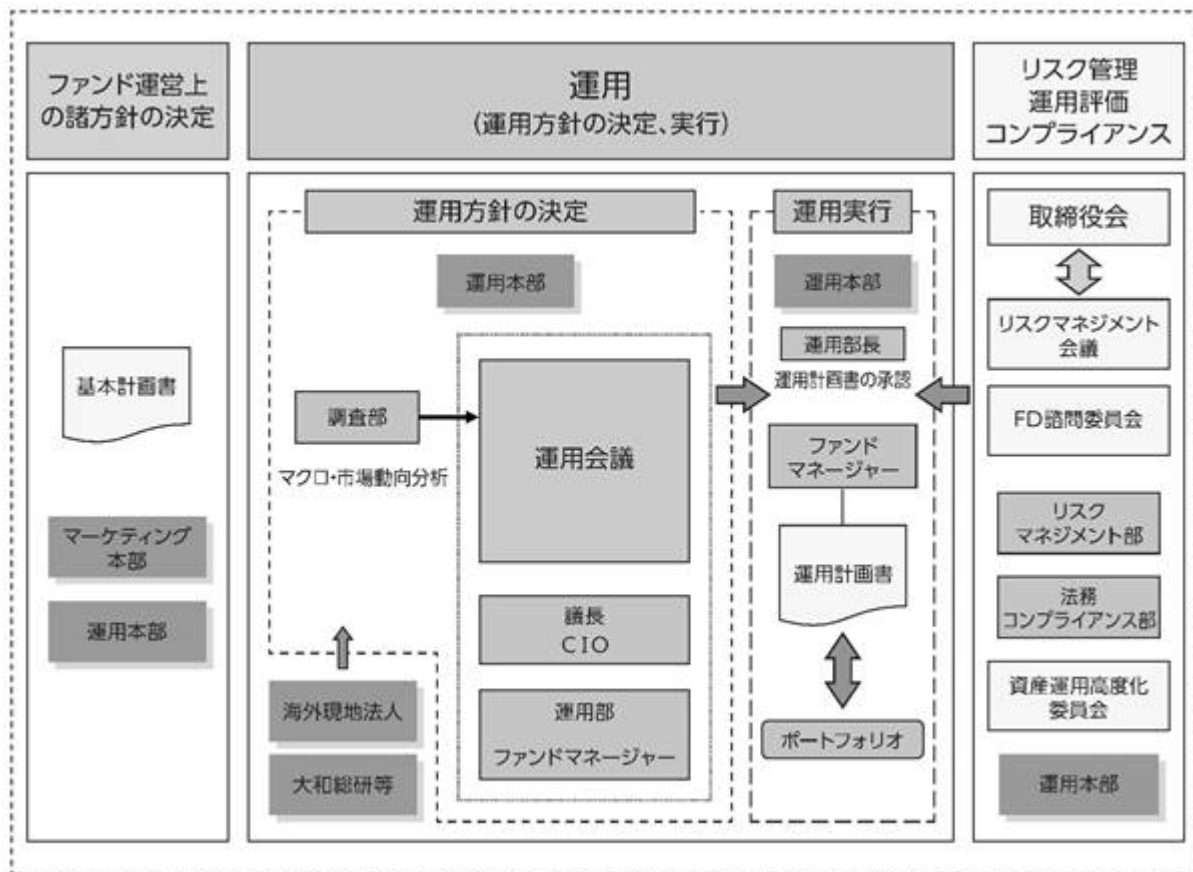 ファンド運営上
の諸方針の決定
運用
(運用方針の決定、実行)
リスク管理
運用評価
コンプライアンス
基本計画書
マーケティング
本部
運用本部
運用方針の決定
運用本部
調査部
マクロ・市場動向分析
運用会議
議長
CIO
運用部
ファンドマネージャー
海外現地法人
大和総研等
運用実行
運用本部
運用部長
運用計画書の承認
ファンド
マネージャー
運用計画書
ポートフォリオ
取締役会
リスクマネジメント
会議
FD諮問委員会
リスク
マネジメント部
法務
コンプライアンス部
資産運用高度化
委員会
運用本部